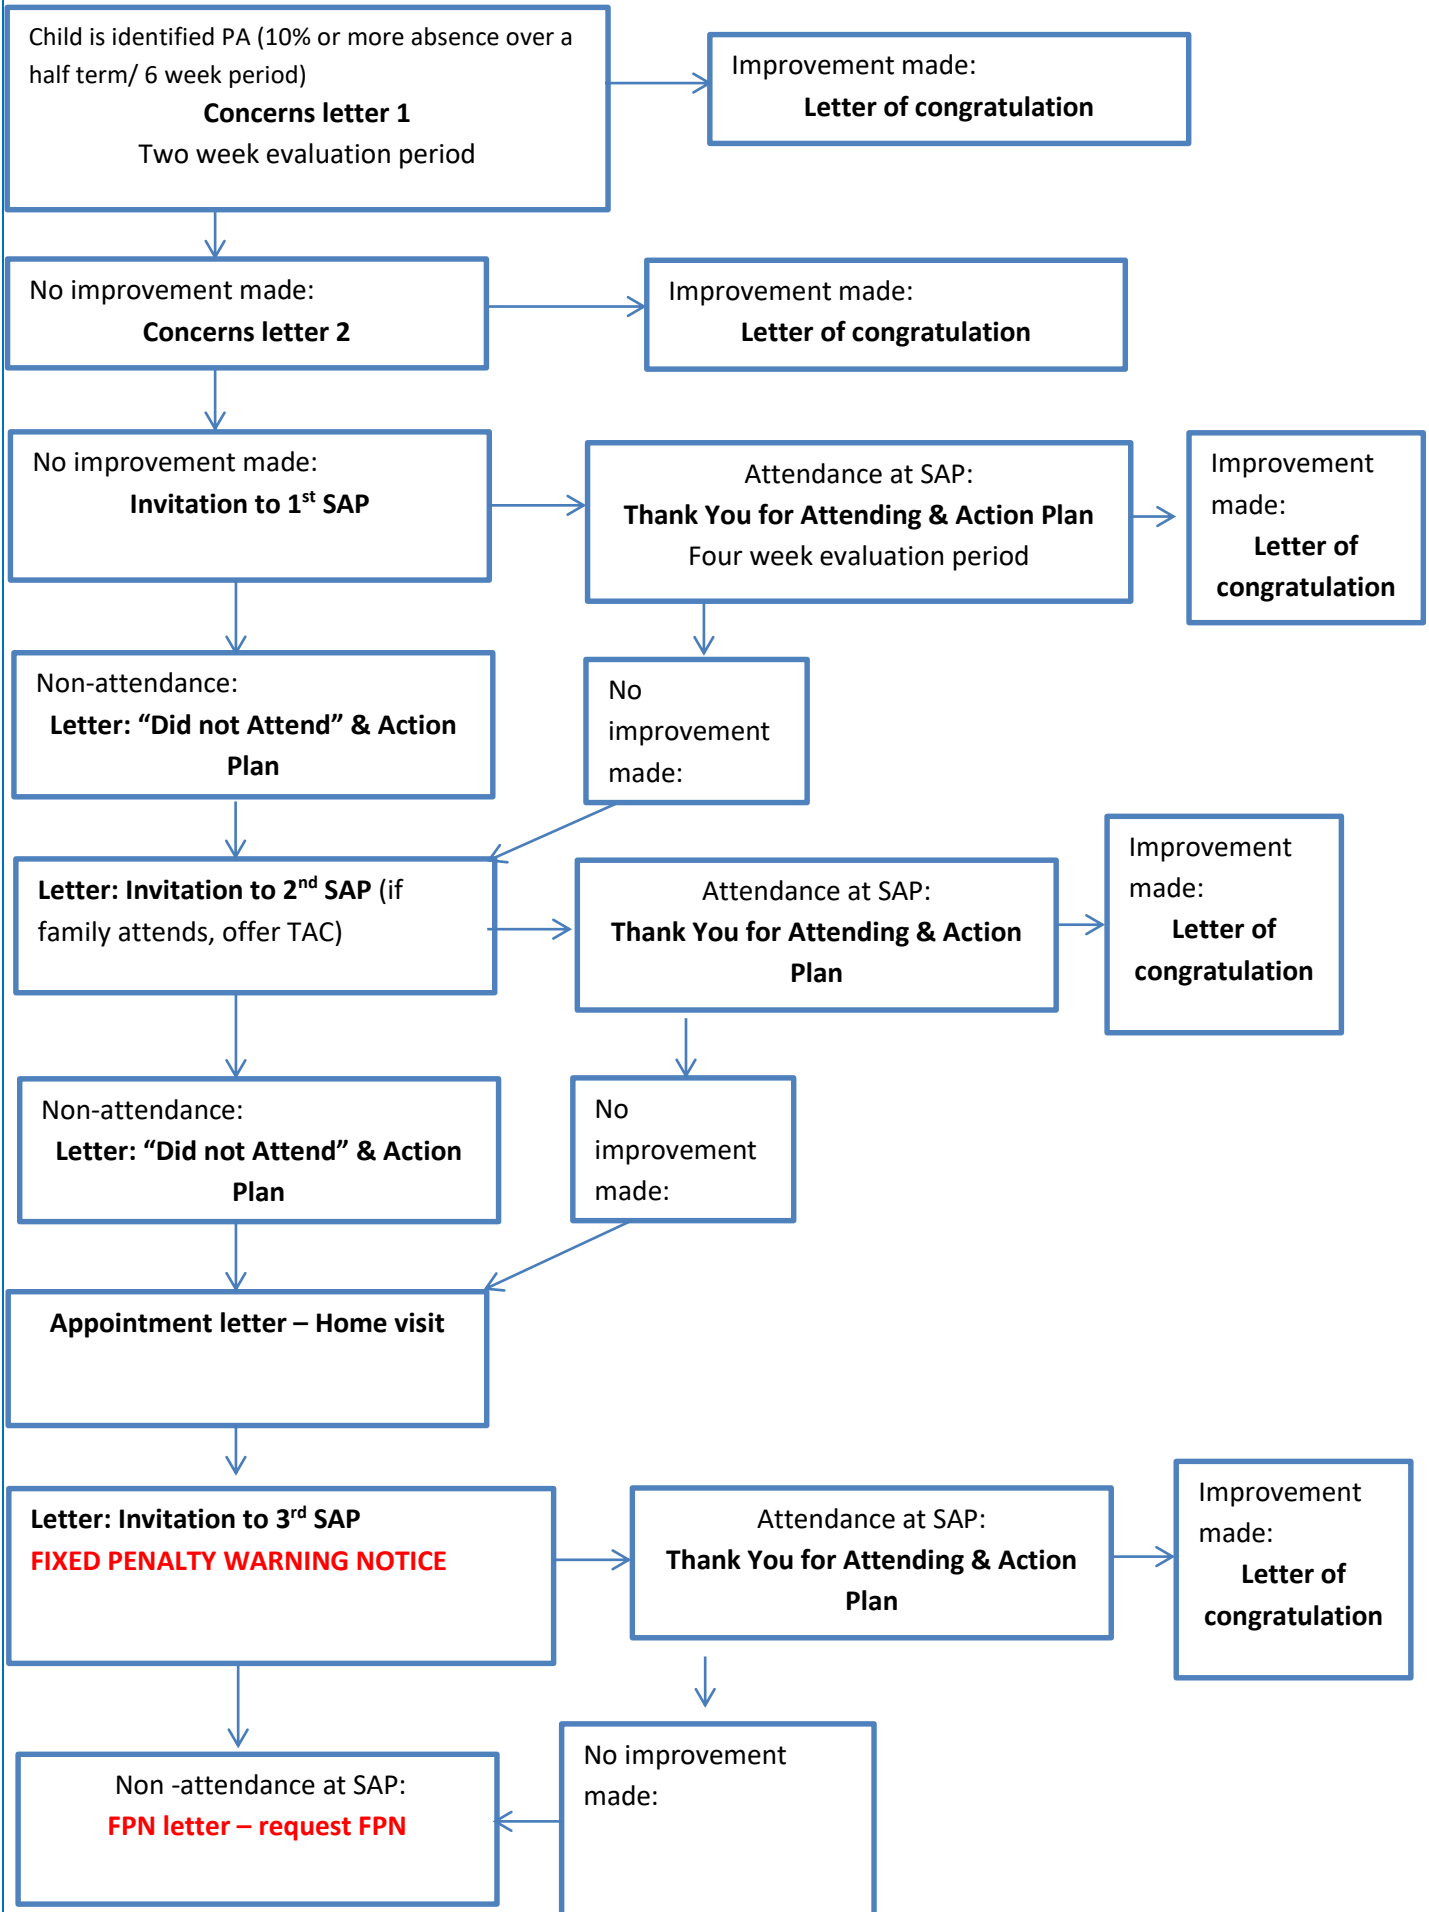 Child is identified PA (10% or more absence over a
half term/ 6 week period)
Concerns letter 1
Two week evaluation period
Improvement made:
Letter of congratulation
No improvement made:
Concerns letter 2
Improvement made:
Letter of congratulation
No improvement made:
Invitation to 1st SAP
Attendance at SAP:
Thank You for Attending & Action Plan
Four week evaluation period
Improvement
made:
Letter of
congratulation
Non-attendance:
Letter: “Did not Attend” & Action
Plan
No
improvement
made:
Letter: Invitation to 2nd SAP (if
family attends, offer TAC)
Attendance at SAP:
Thank You for Attending & Action
Plan
Improvement
made:
Letter of
congratulation
Non-attendance:
Letter: “Did not Attend” & Action
Plan
No
improvement
made:
Appointment letter – Home visit
Letter: Invitation to 3rd SAP
FIXED PENALTY WARNING NOTICE
Attendance at SAP:
Thank You for Attending & Action
Plan
Improvement
made:
Letter of
congratulation
Non -attendance at SAP:
FPN letter – request FPN
No improvement
made: